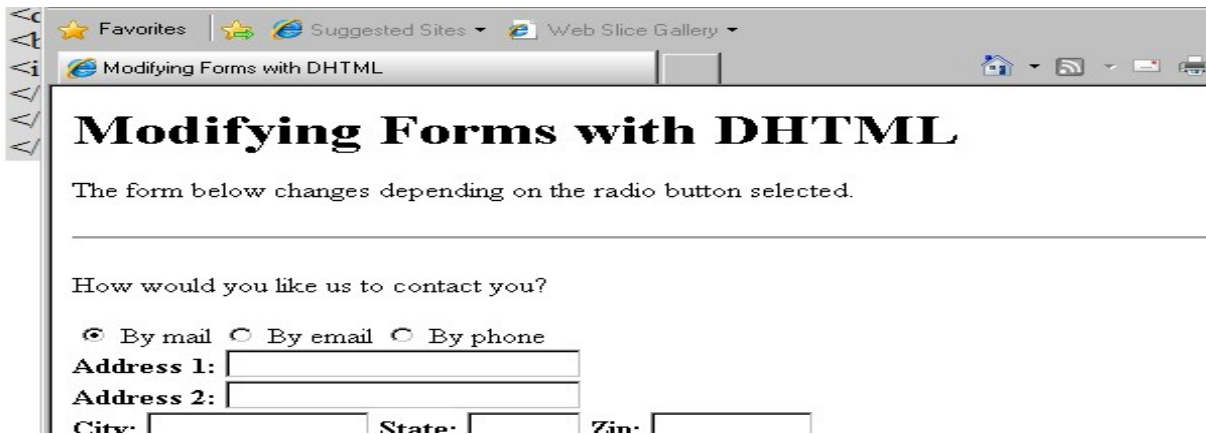 <
<
<i
</
</
</
Favorites Suggested Sites Web Slice Gallery
Modifying Forms with DHTML
Modifying Forms with DHTML
The form below changes depending on the radio button selected.
How would you like us to contact you?
By mail By email By phone
Address 1:
Address 2:
City: State: Zip: